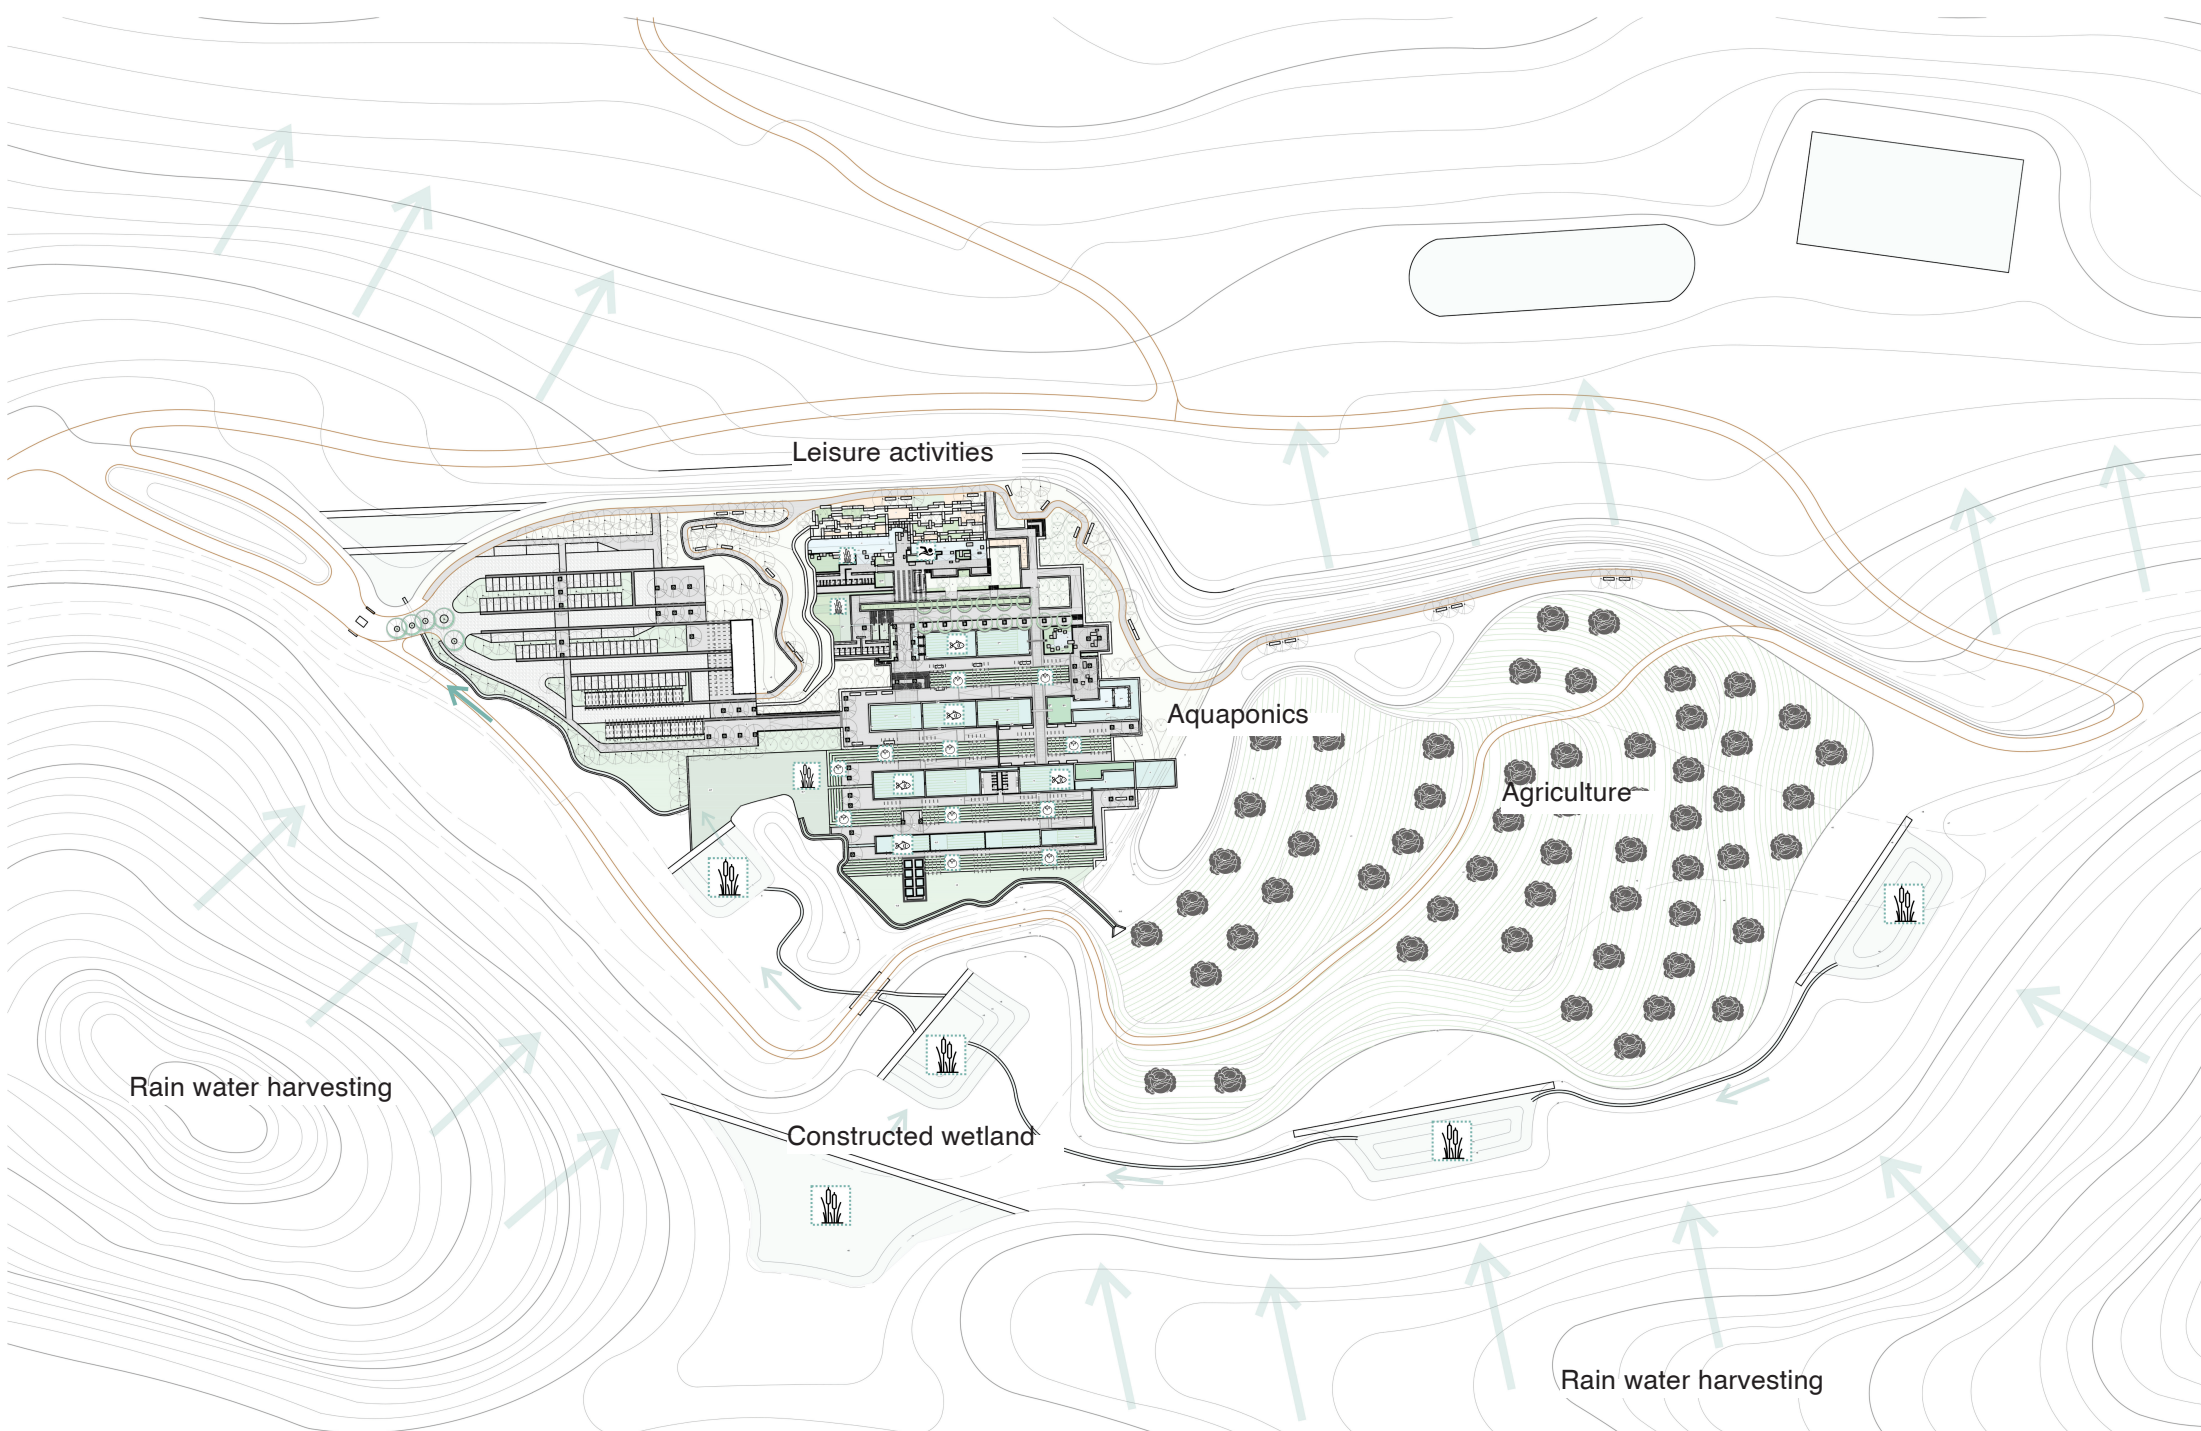 Leisure activities
Aquaponics
Agriculture
Rain water harvesting
Constructed wetland
Rain water harvesting